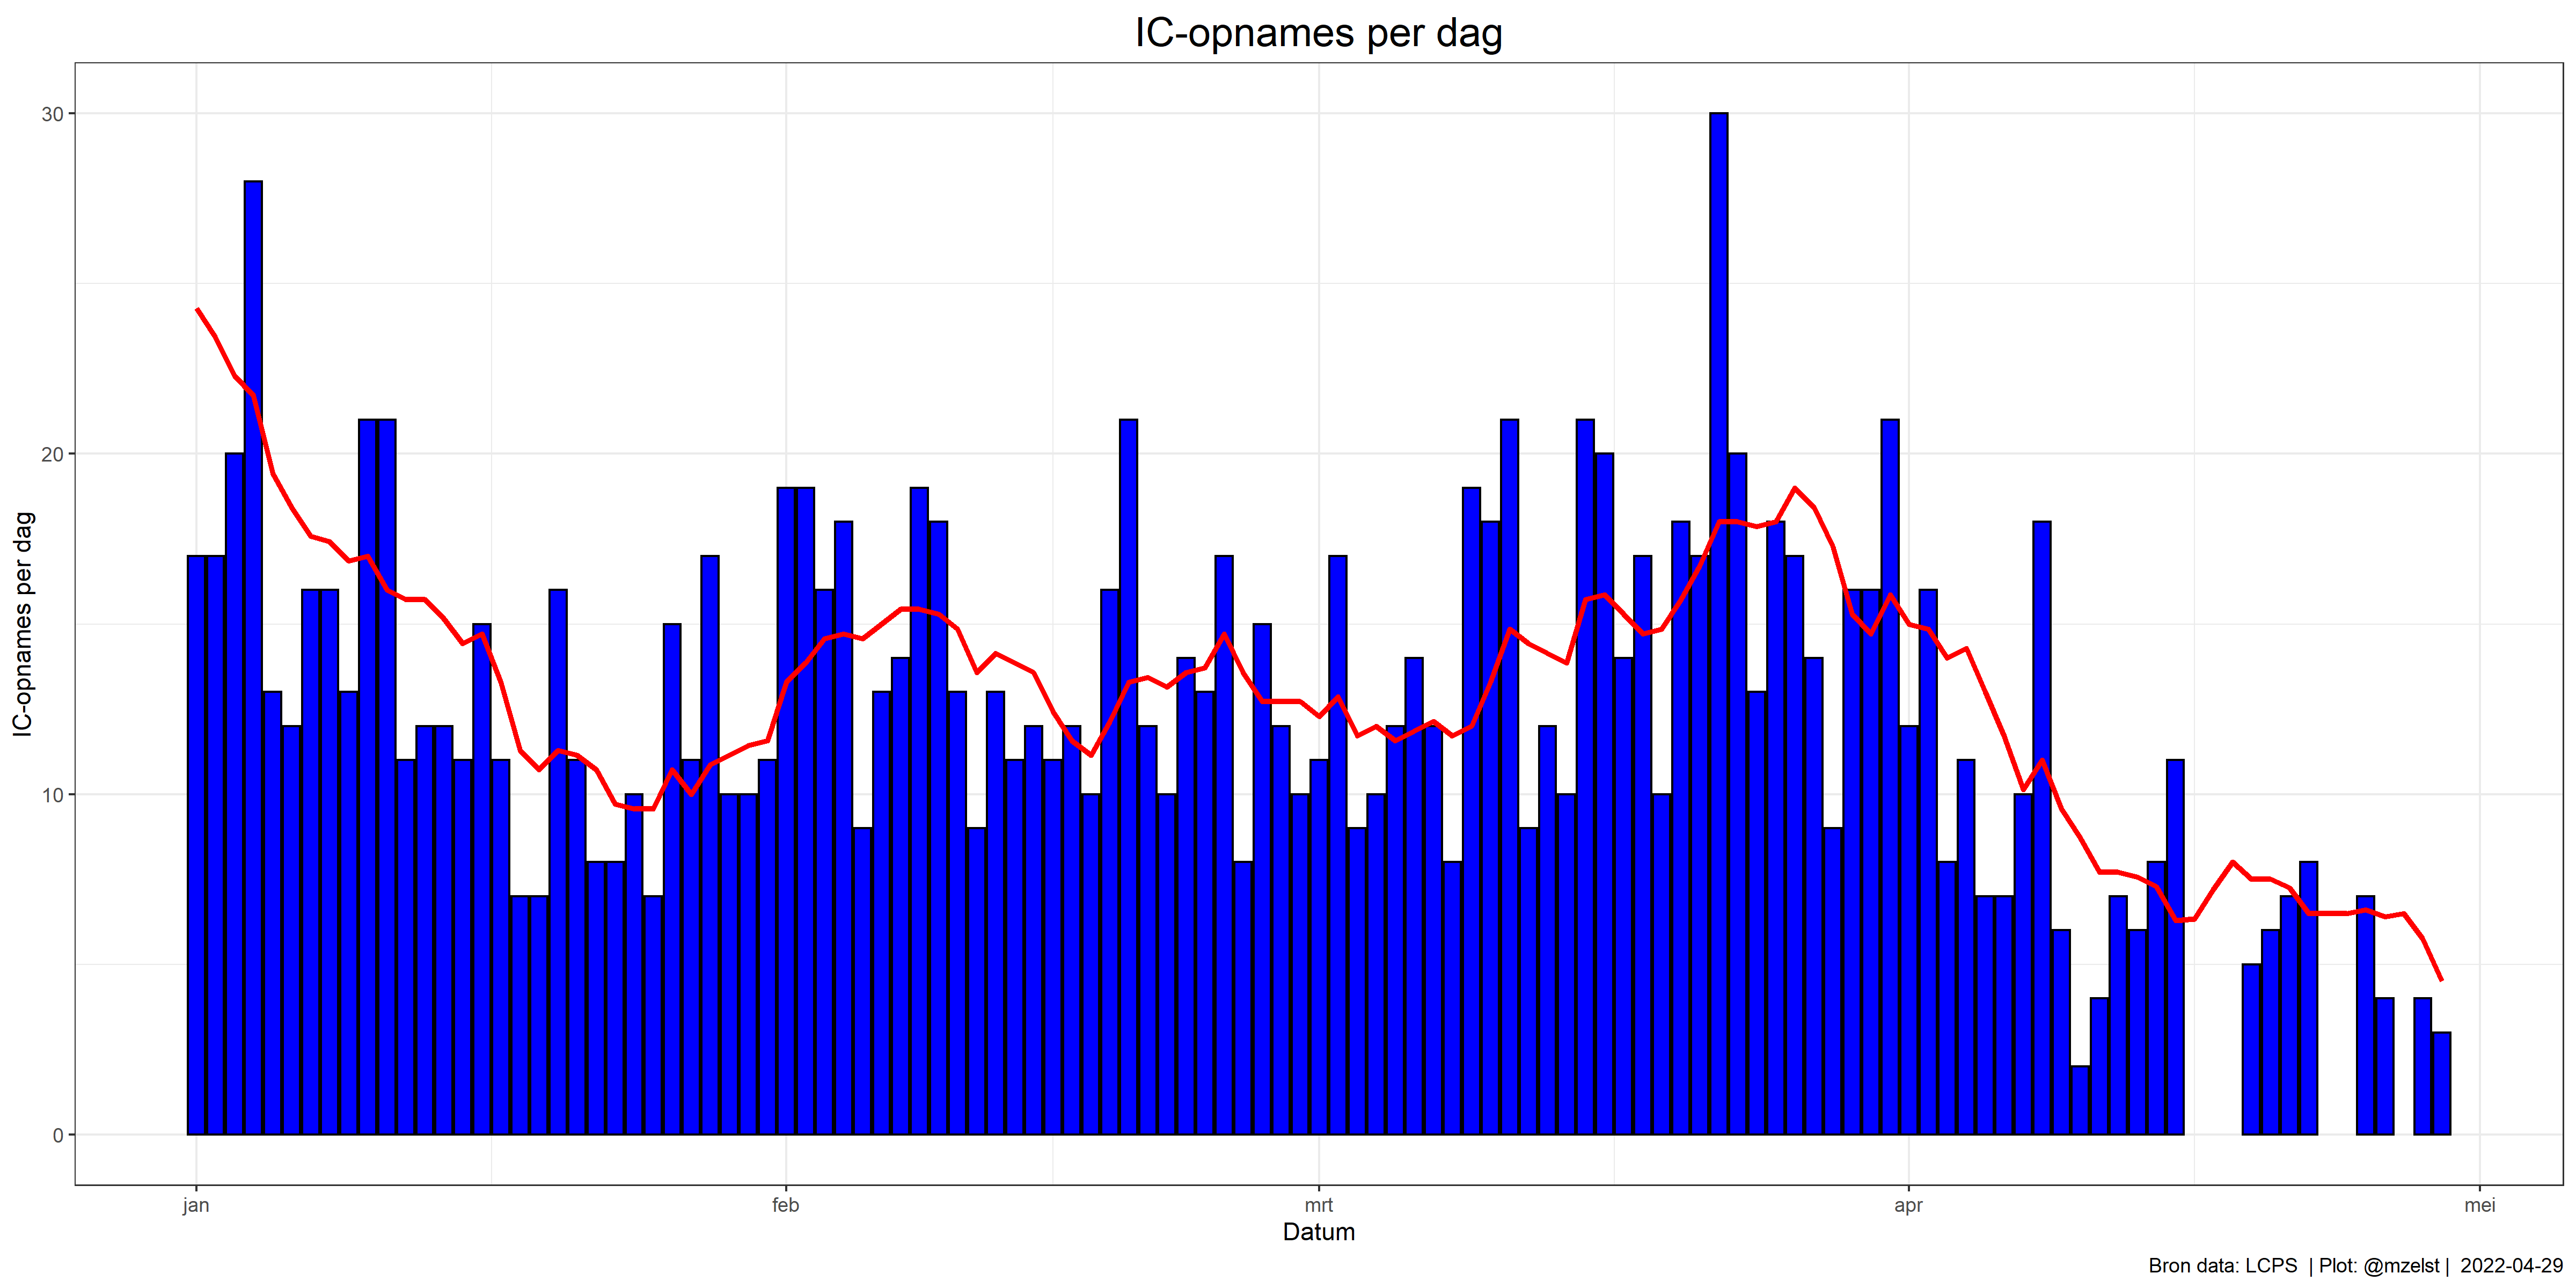 IC-opnames per dag
30
20
10
0
IC-opnames per dag
jan feb mrt apr mei
Datum
Bron data: LCPS | Plot: @mzelst | 2022-04-29